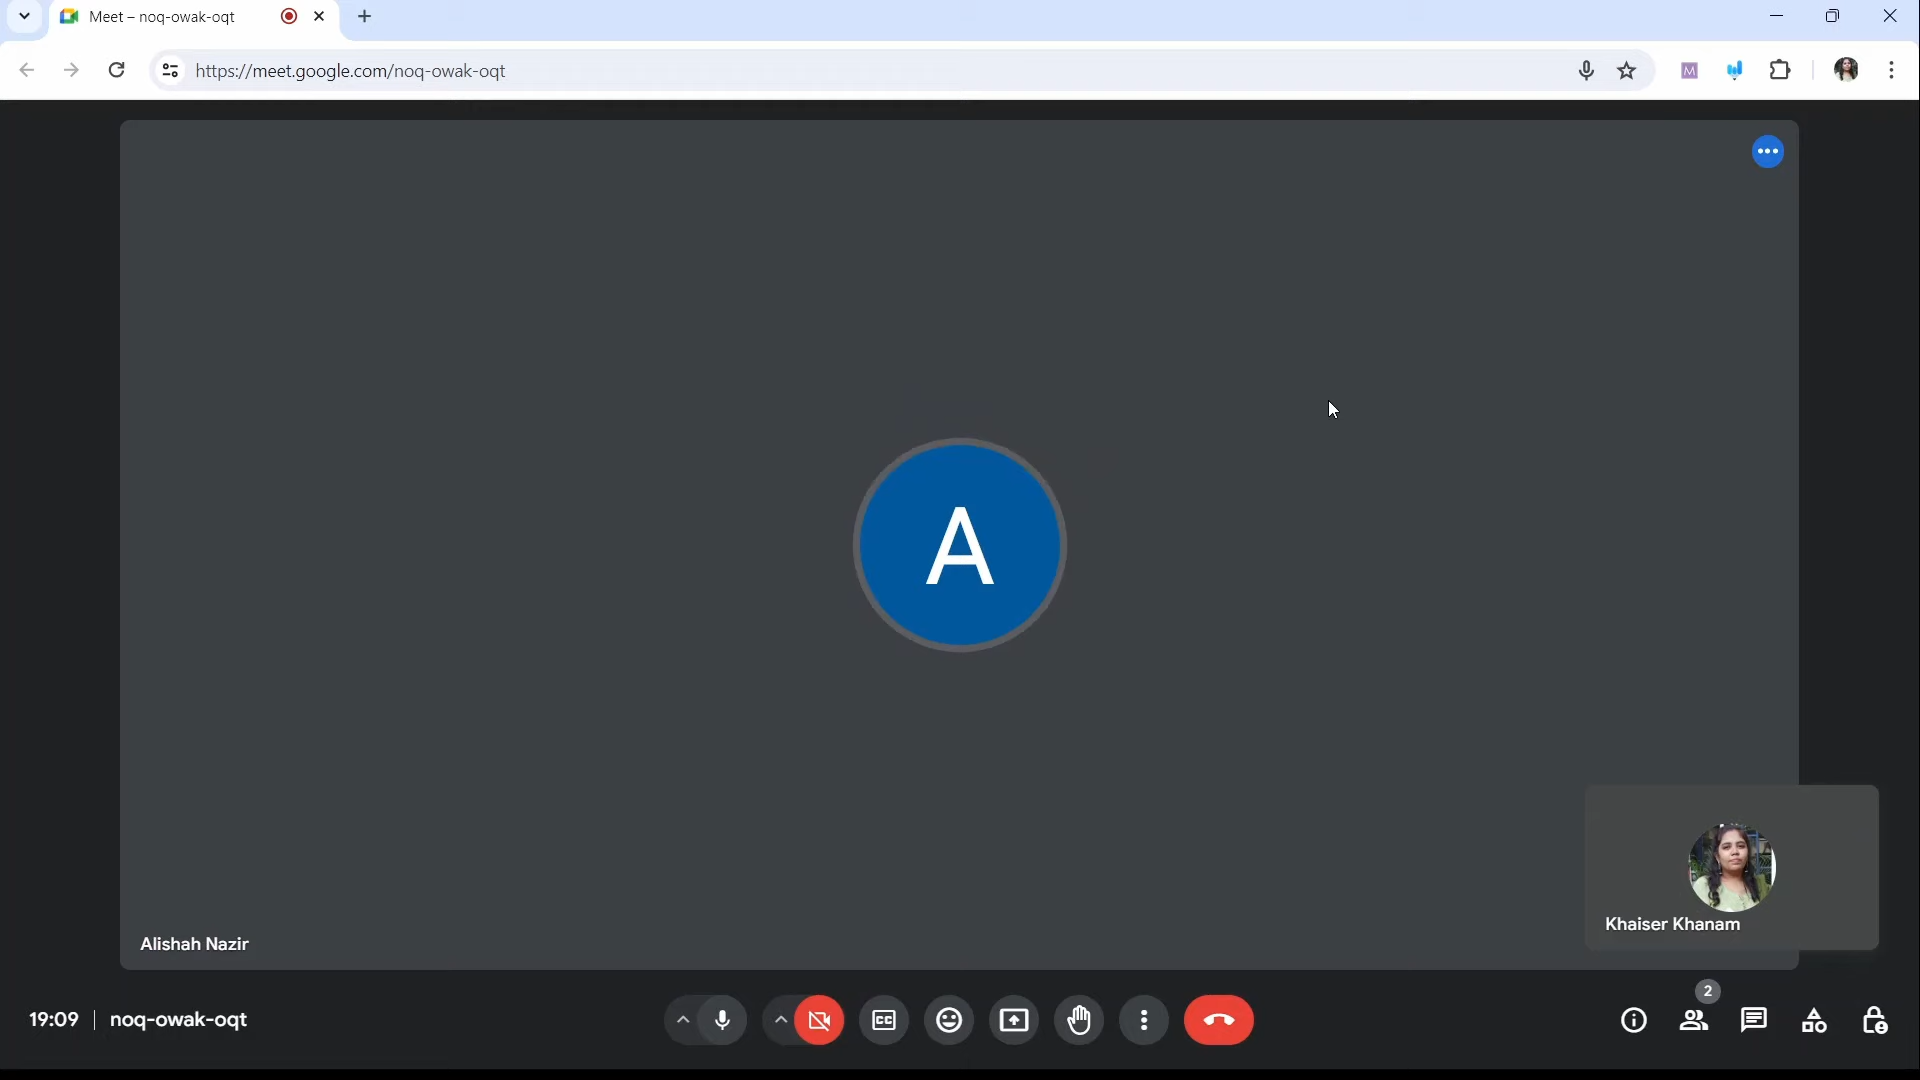 Meet – noq-owak-oqt
https://meet.google.com/noq-owak-oqt
M
A
Alishah Nazir
Khaiser Khanam
2
19:09 | noq-owak-oqt
CC